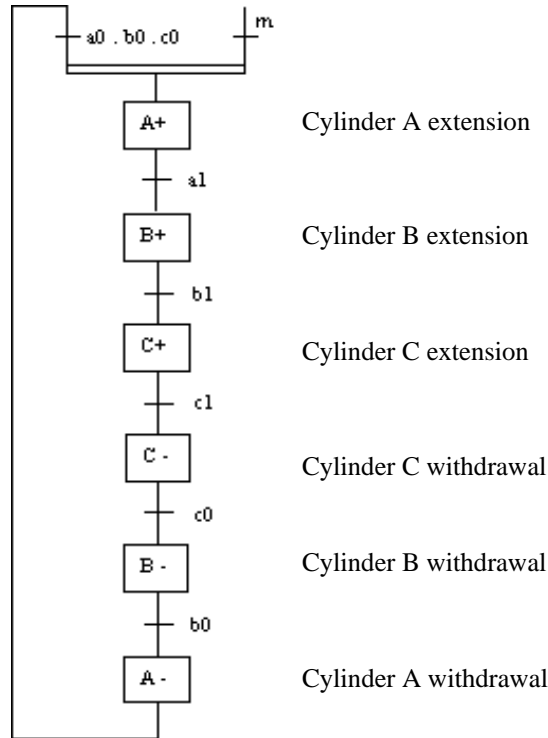 m
a0 . b0 . c0
A+ Cylinder A extension
a1
B+ Cylinder B extension
b1
C+ Cylinder C extension
c1
C - Cylinder C withdrawal
c0
B - Cylinder B withdrawal
b0
A - Cylinder A withdrawal